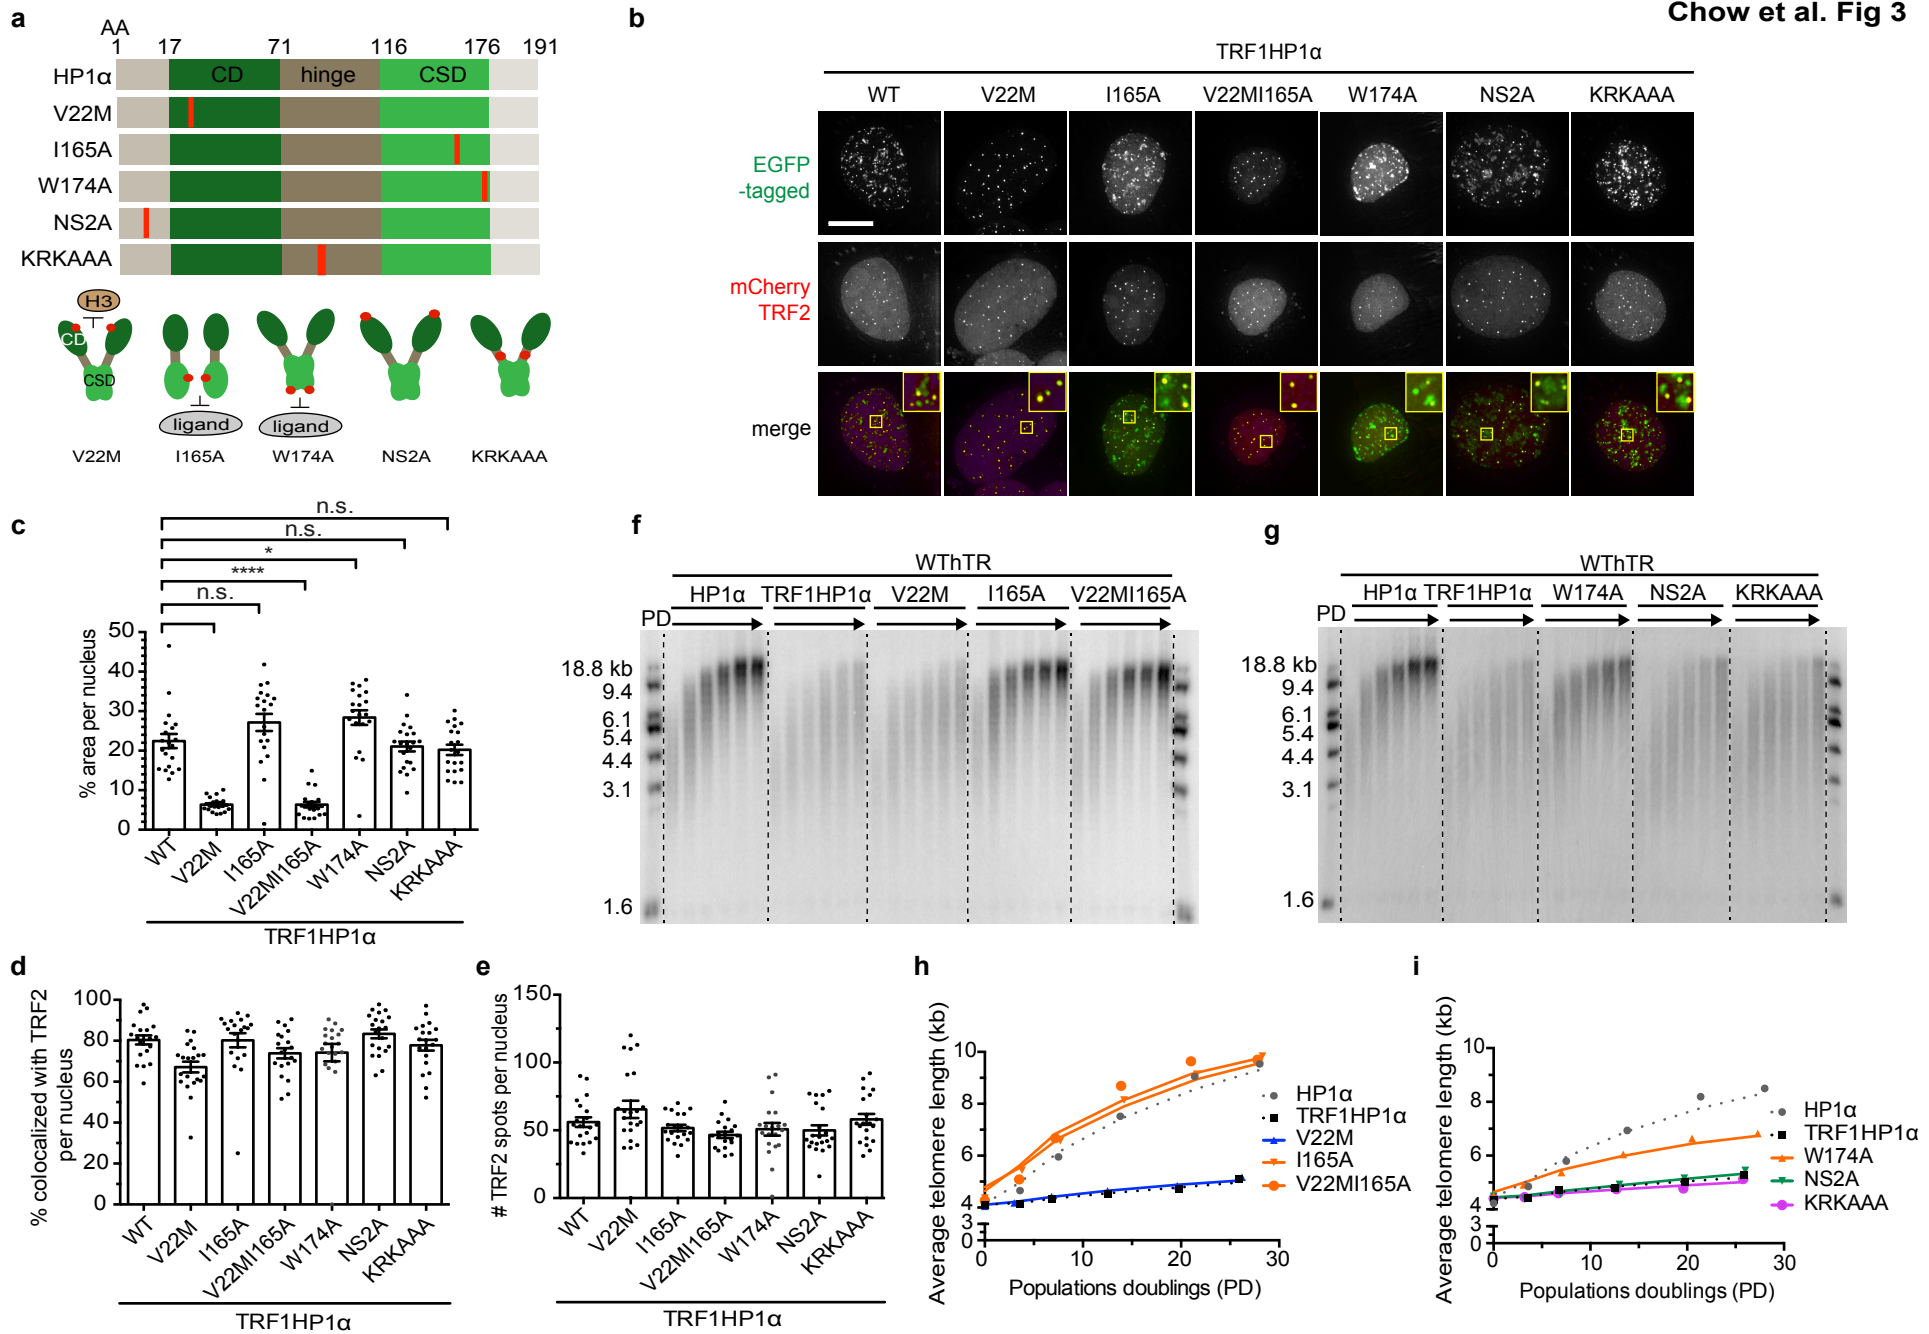 Chow et al. Fig 3
a
AA
1 17 71 116 176 191
HP1α CD hinge CSD
V22M
I165A
W174A
NS2A
KRKAAA
H3
CD
CSD
ligand ligand
V22M I165A W174A NS2A KRKAAA
b
TRF1HP1α
WT V22M I165A V22MI165A W174A NS2A KRKAAA
EGFP
-tagged
mCherry
TRF2
merge
c
n.s.
n.s.
*
****
n.s.
% area per nucleus
50
40
30
20
10
0
WT V22M I165A V22MI165A W174A NS2A KRKAAA
TRF1HP1α
d
% colocalized with TRF2
per nucleus
100
80
60
40
20
0
WT V22M I165A V22MI165A W174A NS2A KRKAAA
TRF1HP1α
e
# TRF2 spots per nucleus
150
100
50
0
WT V22M I165A V22MI165A W174A NS2A KRKAAA
TRF1HP1α
f
WThTR
HP1α TRF1HP1α V22M I165A V22MI165A
PD
18.8 kb
9.4
6.1
5.4
4.4
3.1
1.6
g
WThTR
HP1α TRF1HP1α W174A NS2A KRKAAA
PD
18.8 kb
9.4
6.1
5.4
4.4
3.1
1.6
h
Average telomere length (kb)
10
8
6
4
3
0
0 10 20 30
Populations doublings (PD)
HP1α
TRF1HP1α
V22M
I165A
V22MI165A
i
Average telomere length (kb)
10
8
6
4
3
0
0 10 20 30
Populations doublings (PD)
HP1α
TRF1HP1α
W174A
NS2A
KRKAAA